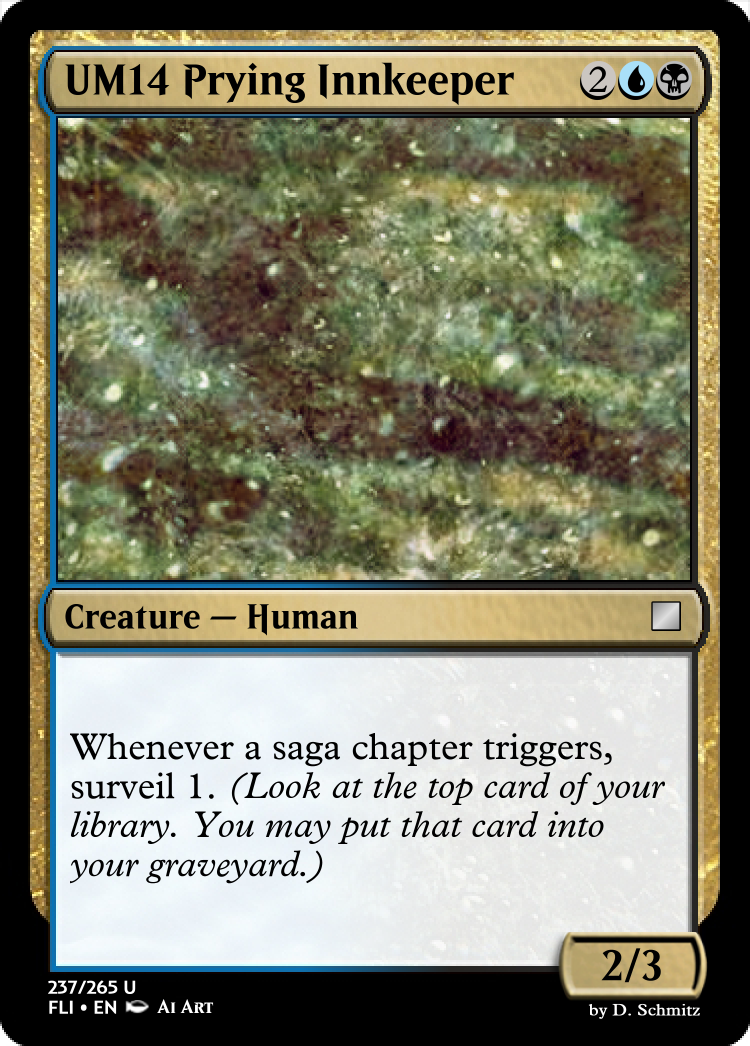 UM14 Prying Innkeeper 2
Creature — Human
Whenever a saga chapter triggers,
surveil 1. (Look at the top card of your
library. You may put that card into
your graveyard.)
2/3
237/265 U
FLI • EN AI ART
by D. Schmitz